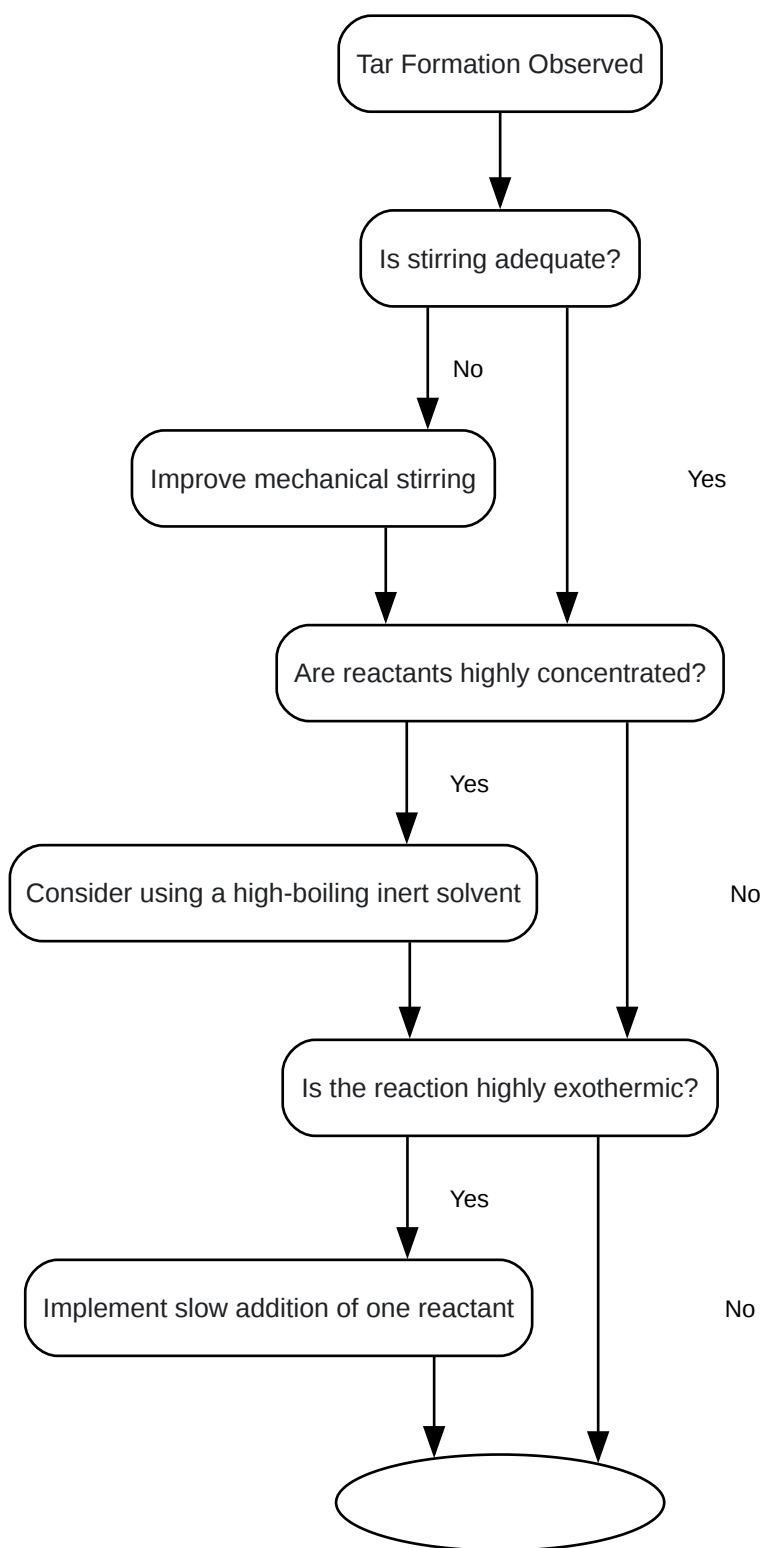 Tar Formation Observed
Is stirring adequate?
No
Improve mechanical stirring
Yes
Are reactants highly concentrated?
Yes
Consider using a high-boiling inert solvent
No
Is the reaction highly exothermic?
Yes
Implement slow addition of one reactant
No